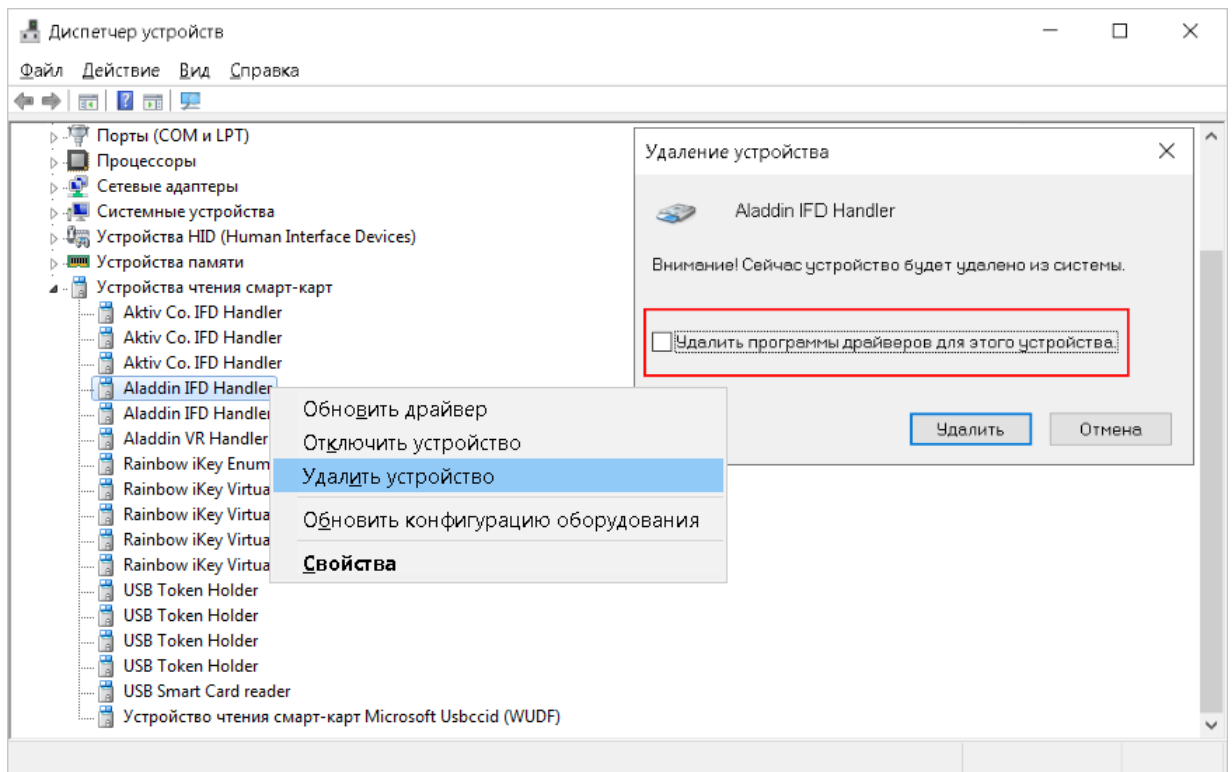 Диспетчер устройств
Файл Действие Вид Справка
Порты (COM и LPT)
Процессоры
Сетевые адаптеры
Системные устройства
Устройства HID (Human Interface Devices)
Устройства памяти
Устройства чтения смарт-карт
Aktiv Co. IFD Handler
Aktiv Co. IFD Handler
Aktiv Co. IFD Handler
Aladdin IFD Handler
Aladdin IFD Handler
Aladdin VR Handler
Rainbow iKey Enum
Rainbow iKey Virtua
Rainbow iKey Virtua
Rainbow iKey Virtua
Rainbow iKey Virtua
USB Token Holder
USB Token Holder
USB Token Holder
USB Token Holder
USB Smart Card reader
Устройство чтения смарт-карт Microsoft Usbccid (WUDF)
Обновить драйвер
Отключить устройство
Удалить устройство
Обновить конфигурацию оборудования
Свойства
Удаление устройства
Aladdin IFD Handler
Внимание! Сейчас устройство будет удалено из системы.
Удалить программы драйверов для этого устройства.
Удалить Отмена